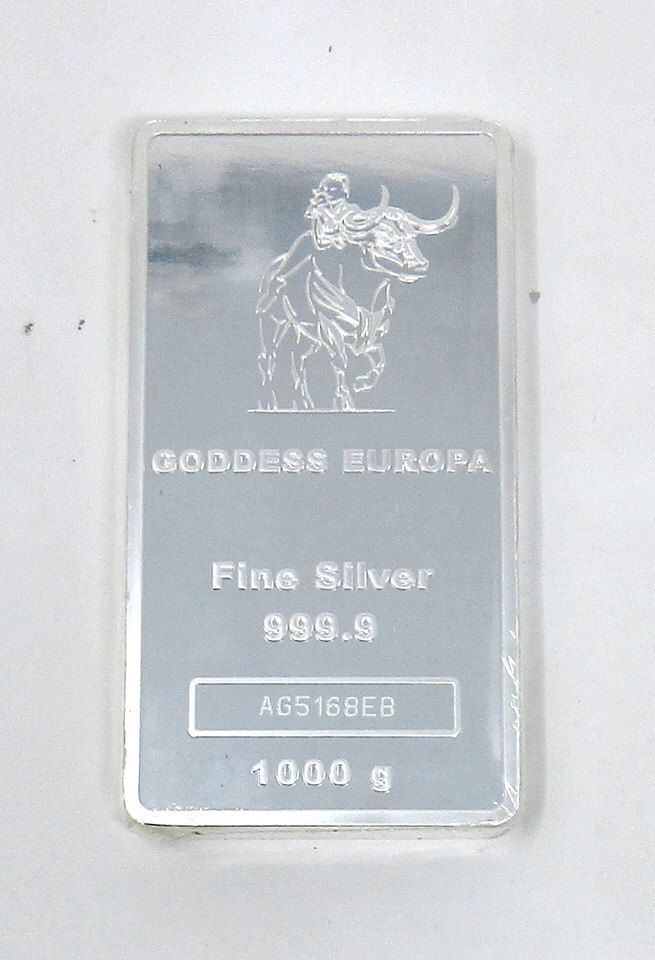 GODDESS EUROPA
Fine Silver
999.9
AG5168EB
1000 g